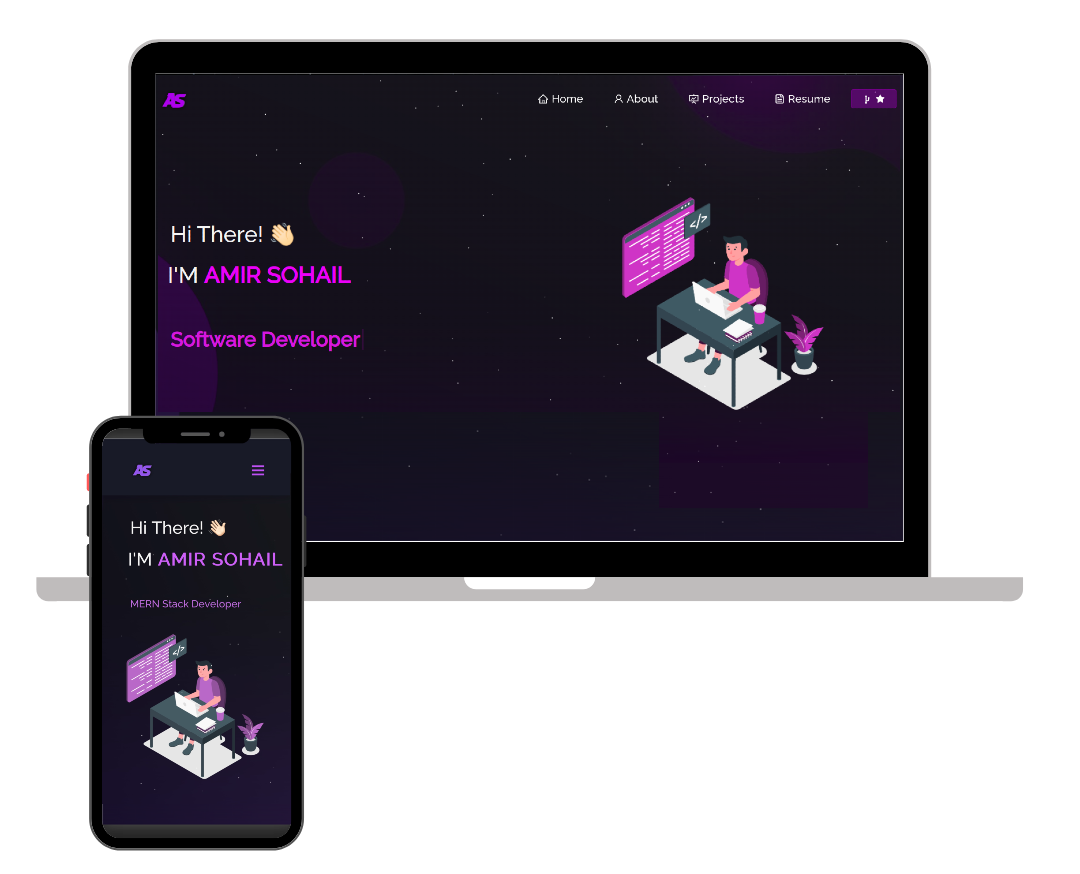 AS
Home About Projects Resume
Hi There! 👋🏻
I'M AMIR SOHAIL
Software Developer
</>
AS
Hi There! 👋🏻
I'M AMIR SOHAIL
MERN Stack Developer
</>